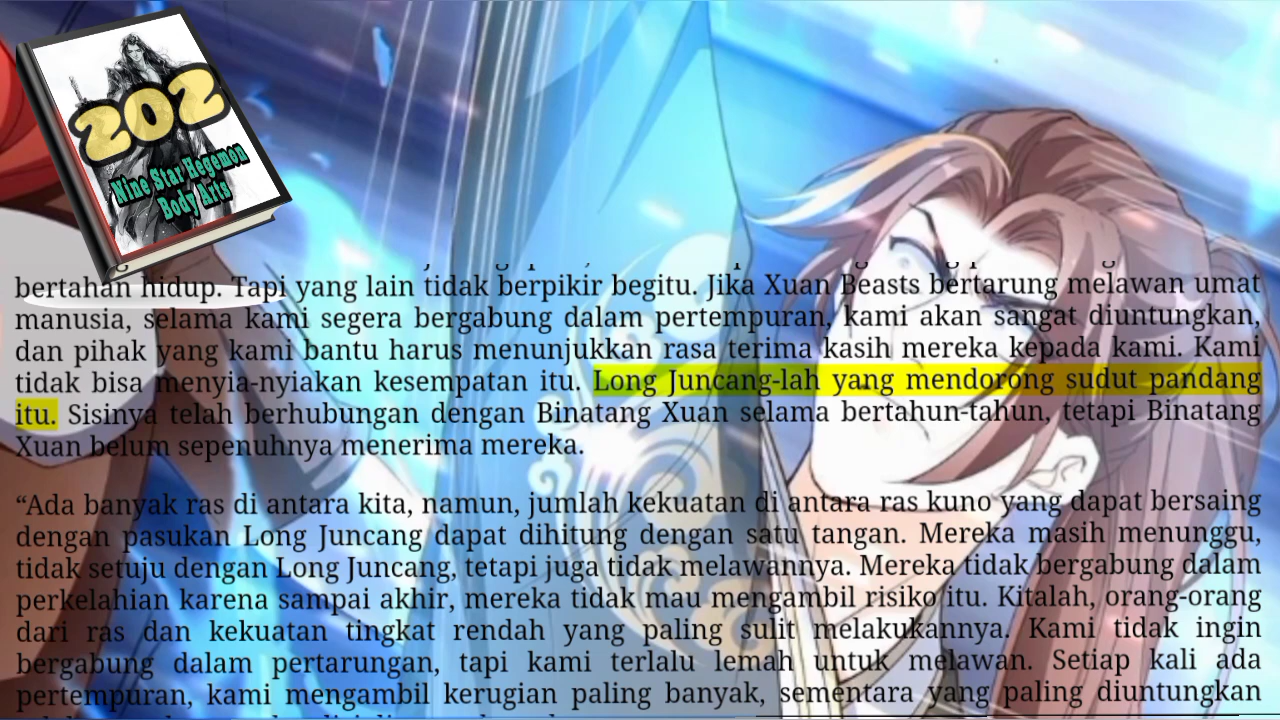 202
Nine Star Hegemon
Body Arts
bertahan hidup. Tapi yang lain tidak berpikir begitu. Jika Xuan Beasts bertarung melawan umat
manusia, selama kami segera bergabung dalam pertempuran, kami akan sangat diuntungkan,
dan pihak yang kami bantu harus menunjukkan rasa terima kasih mereka kepada kami. Kami
tidak bisa menyia-nyiakan kesempatan itu. Long Juncang-lah yang mendorong sudut pandang
itu. Sisinya telah berhubungan dengan Binatang Xuan selama bertahun-tahun, tetapi Binatang
Xuan belum sepenuhnya menerima mereka.
“Ada banyak ras di antara kita, namun, jumlah kekuatan di antara ras kuno yang dapat bersaing
dengan pasukan Long Juncang dapat dihitung dengan satu tangan. Mereka masih menunggu,
tidak setuju dengan Long Juncang, tetapi juga tidak melawannya. Mereka tidak bergabung dalam
perkelahian karena sampai akhir, mereka tidak mau mengambil risiko itu. Kitalah, orang-orang
dari ras dan kekuatan tingkat rendah yang paling sulit melakukannya. Kami tidak ingin
bergabung dalam pertarungan, tapi kami terlalu lemah untuk melawan. Setiap kali ada
pertempuran, kami mengambil kerugian paling banyak, sementara yang paling diuntungkan